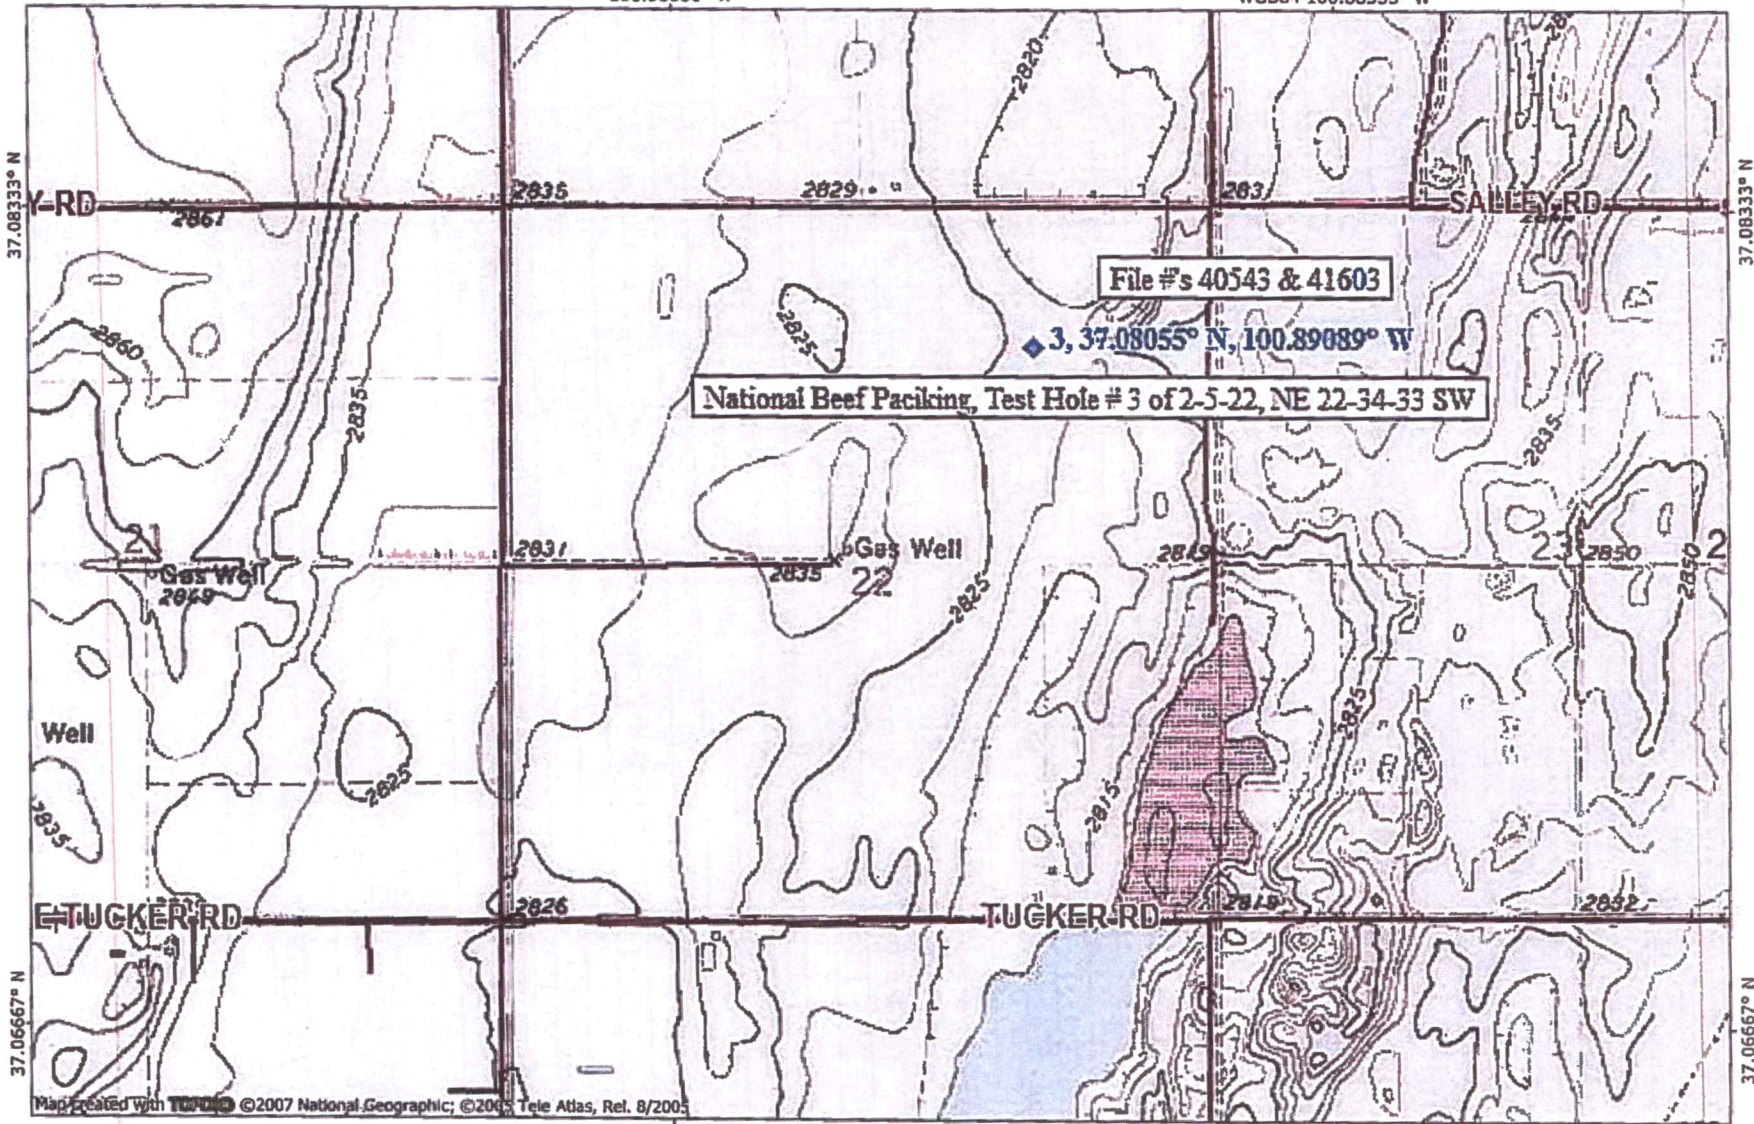 37.08333° N
37.08333° N
2820
2835
2829
283
Y-RD
2861
SALLEY RD
File #'s 40543 & 41603
3, 37.08055° N, 100.89089° W
2825
2860
National Beef Paciking, Test Hole # 3 of 2-5-22, NE 22-34-33 SW
2835
2835
21
2831
Gas Well
2819
23
2850
2
2850
Gas Well
2849
2835
22
2825
2825
Well
2825
2835
2815
E-TUCKER-RD
2826
TUCKER-RD
2819
2832
37.06667° N
37.06667° N
Map created with TOPO! ©2007 National Geographic; ©2005 Tele Atlas, Rel. 8/2005